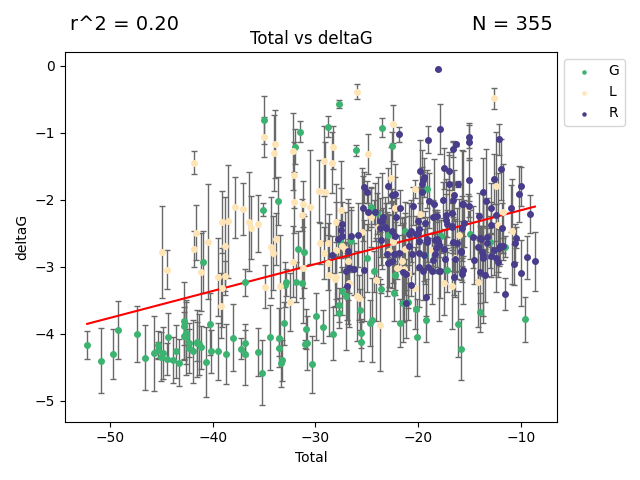 r^2 = 0.20 N = 355
Total vs deltaG
0
−1
−2
−3
−4
−5
deltaG
−50 −40 −30 −20 −10
Total
G
L
R